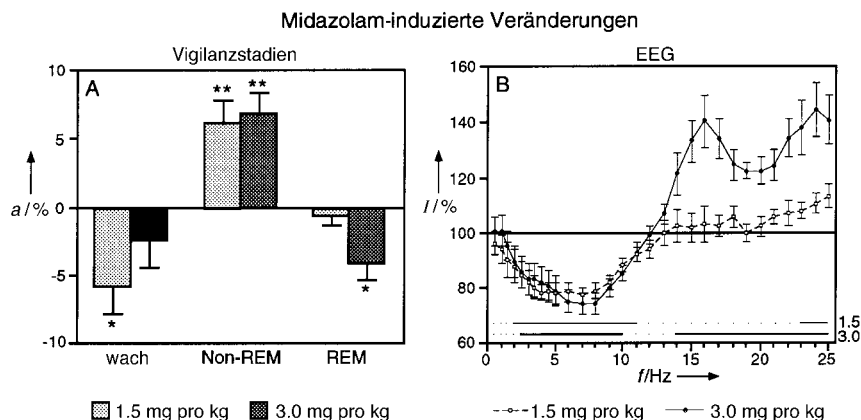 Midazolam-induzierte Veränderungen
Vigilanzstadien
A
a/%
10
5
0
-5
-10
*
** **
*
wach Non-REM REM
1.5 mg pro kg 3.0 mg pro kg
EEG
B
I/%
160
140
120
100
80
60
1.5
3.0
0 5 10 15 20 25
f/Hz
1.5 mg pro kg 3.0 mg pro kg